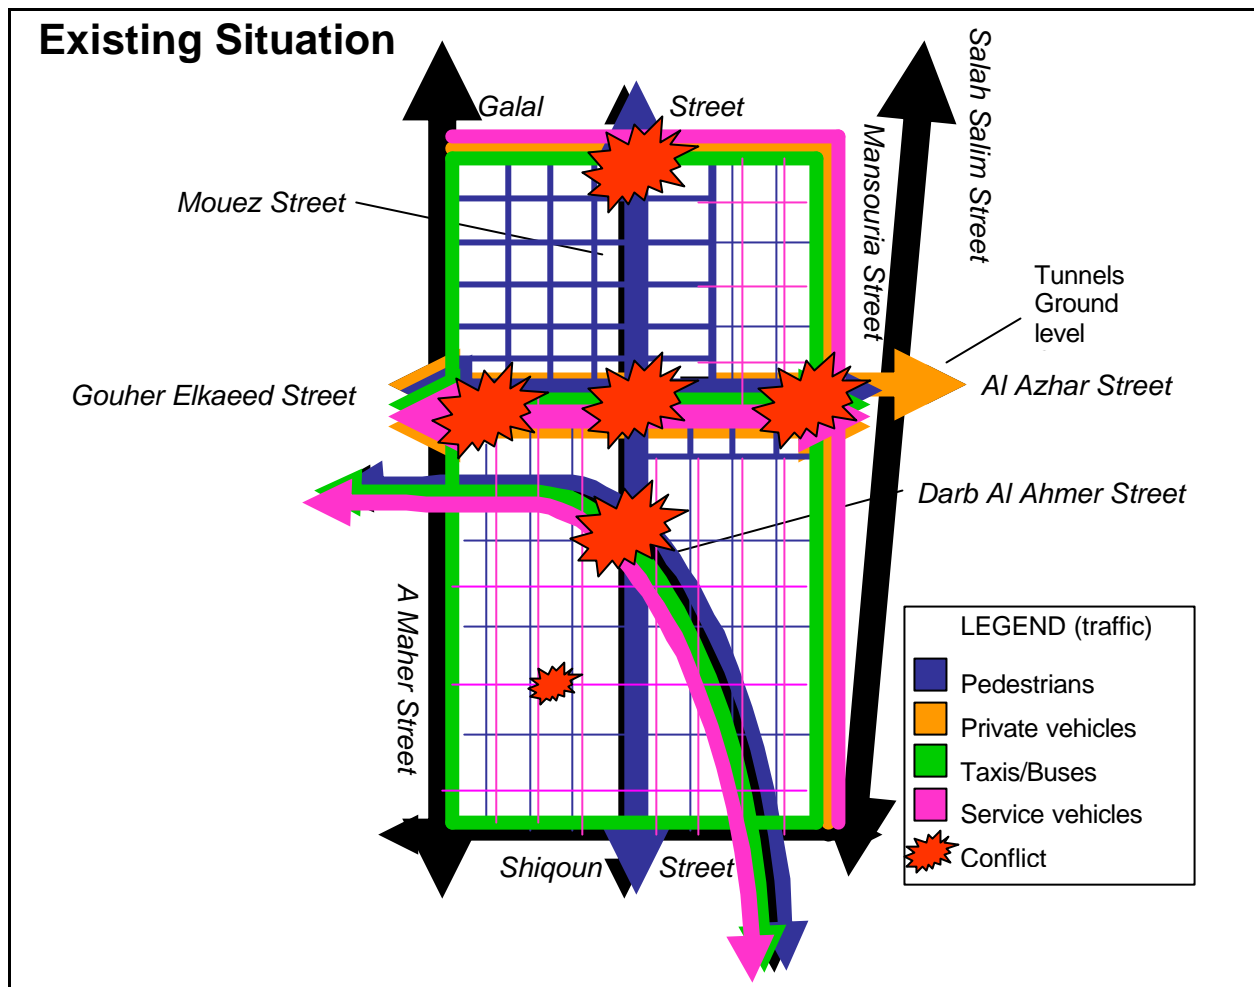 Existing Situation
Galal Street
Salah Salim Street
Mansouria Street
Mouez Street
Tunnels
Ground
level
Gouher Elkaeed Street
Al Azhar Street
Darb Al Ahmer Street
A Maher Street
LEGEND (traffic)
Pedestrians
Private vehicles
Taxis/Buses
Service vehicles
Conflict
Shiqoun Street